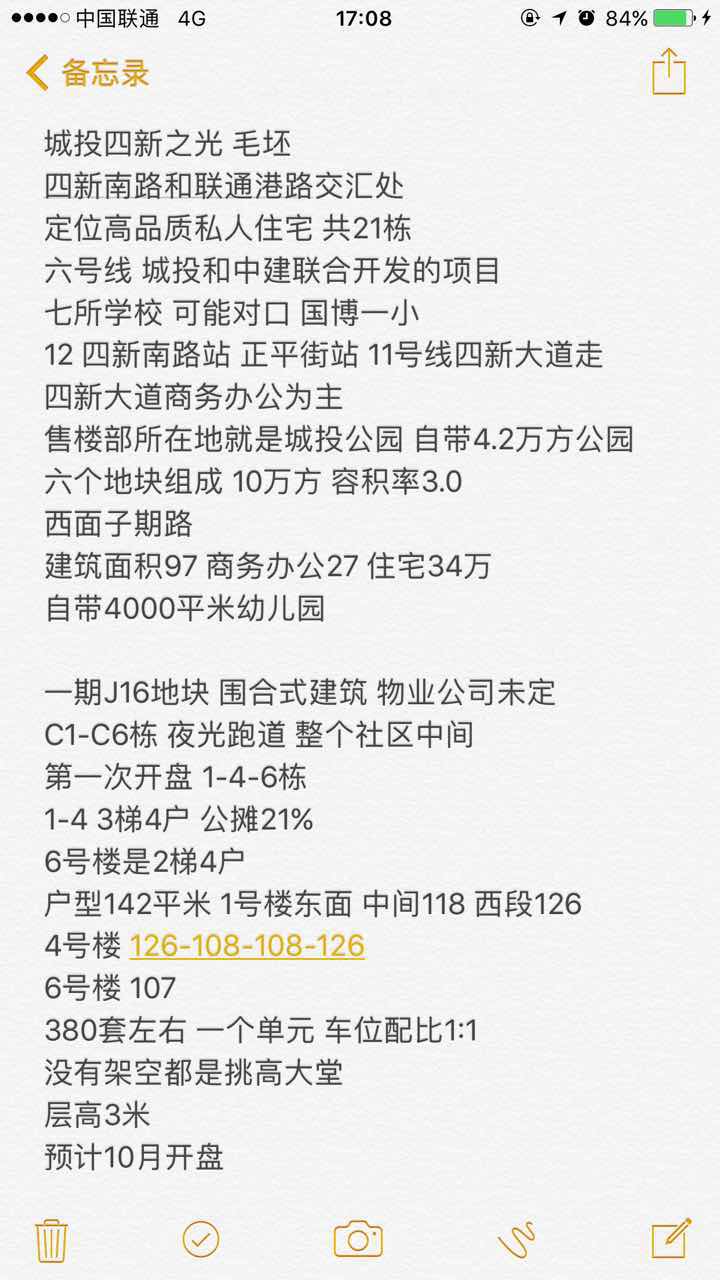 中国联通 4G 17:08 84%
备忘录
城投四新之光 毛坯
四新南路和联通港路交汇处
定位高品质私人住宅 共21栋
六号线 城投和中建联合开发的项目
七所学校 可能对口 国博一小
12 四新南路站 正平街站 11号线四新大道走
四新大道商务办公为主
售楼部所在地就是城投公园 自带4.2万方公园
六个地块组成 10万方 容积率3.0
西面子期路
建筑面积97 商务办公27 住宅34万
自带4000平米幼儿园
一期J16地块 围合式建筑 物业公司未定
C1-C6栋 夜光跑道 整个社区中间
第一次开盘 1-4-6栋
1-4 3梯4户 公摊21%
6号楼是2梯4户
户型142平米 1号楼东面 中间118 西段126
4号楼 126-108-108-126
6号楼 107
380套左右 一个单元 车位配比1:1
没有架空都是挑高大堂
层高3米
预计10月开盘